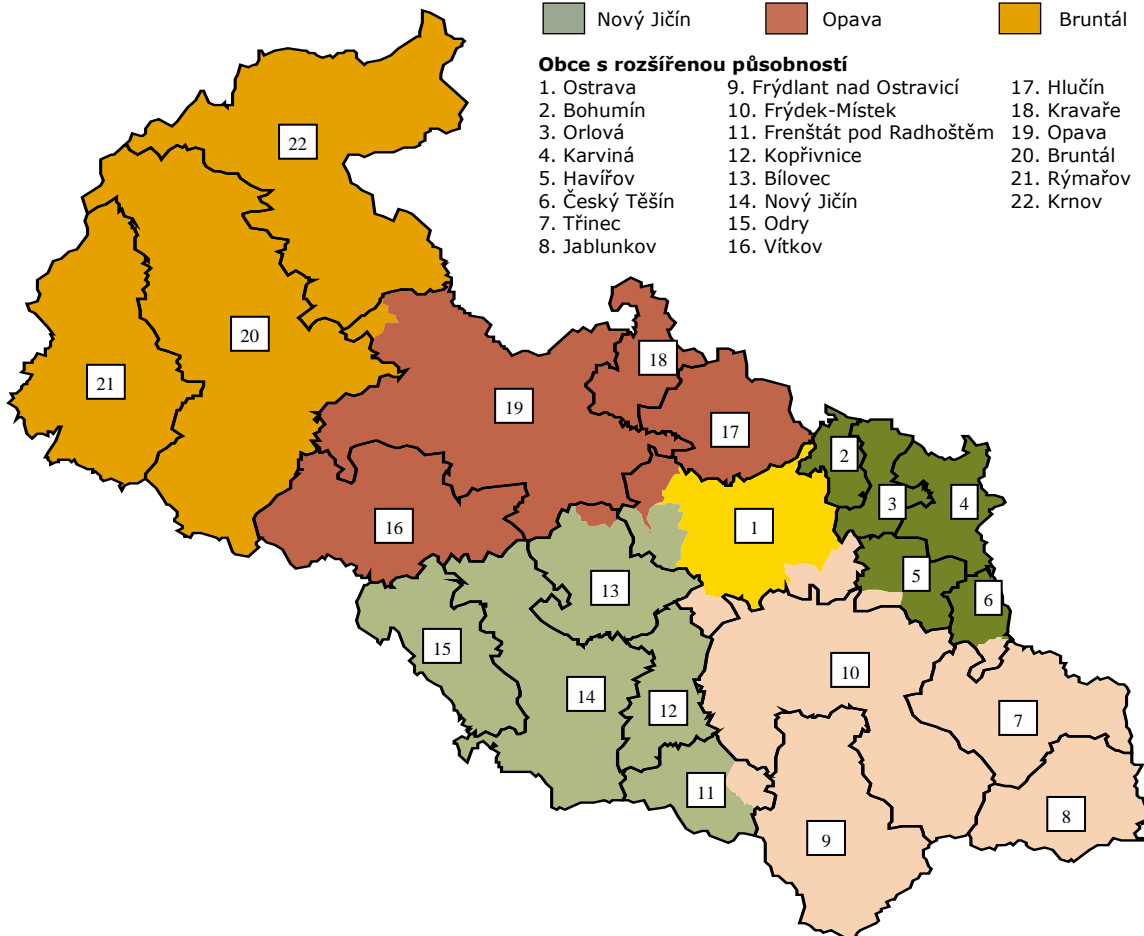 Nový Jičín Opava Bruntál
Obce s rozšířenou působností
1. Ostrava
2. Bohumín
3. Orlová
4. Karviná
5. Havířov
6. Český Těšín
7. Třinec
8. Jablunkov
9. Frýdlant nad Ostravicí
10. Frýdek-Místek
11. Frenštát pod Radhoštěm
12. Kopřivnice
13. Bílovec
14. Nový Jičín
15. Odry
16. Vítkov
17. Hlučín
18. Kravaře
19. Opava
20. Bruntál
21. Rýmařov
22. Krnov
22
20
21
18
19
17
2
3
4
16
1
5
6
13
15
10
14
12
7
11
8
9